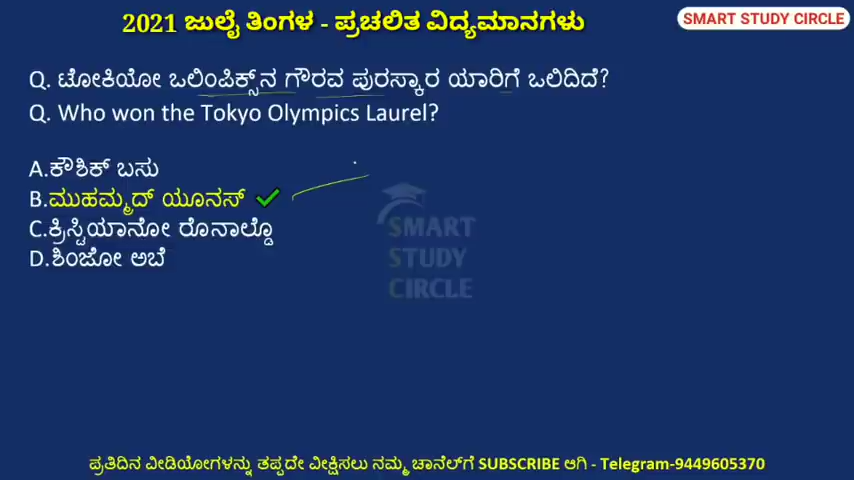 2021 ಜುಲೈ ತಿಂಗಳ - ಪ್ರಚಲಿತ ವಿದ್ಯಮಾನಗಳು
SMART STUDY CIRCLE
Q. ಟೋಕಿಯೋ ಒಲಿಂಪಿಕ್ಸ್‌ನ ಗೌರವ ಪುರಸ್ಕಾರ ಯಾರಿಗೆ ಒಲಿದಿದೆ?
Q. Who won the Tokyo Olympics Laurel?
A.ಕೌಶಿಕ್ ಬಸು
B.ಮುಹಮ್ಮದ್ ಯೂನಸ್
C.ಕ್ರಿಸ್ಟಿಯಾನೋ ರೊನಾಲ್ಡೊ
D.ಶಿಂಜೋ ಅಬೆ
SMART
STUDY
CIRCLE
ಪ್ರತಿದಿನ ವೀಡಿಯೋಗಳನ್ನು ತಪ್ಪದೇ ವೀಕ್ಷಿಸಲು ನಮ್ಮ ಚಾನೆಲ್‌ಗೆ SUBSCRIBE ಆಗಿ - Telegram-9449605370